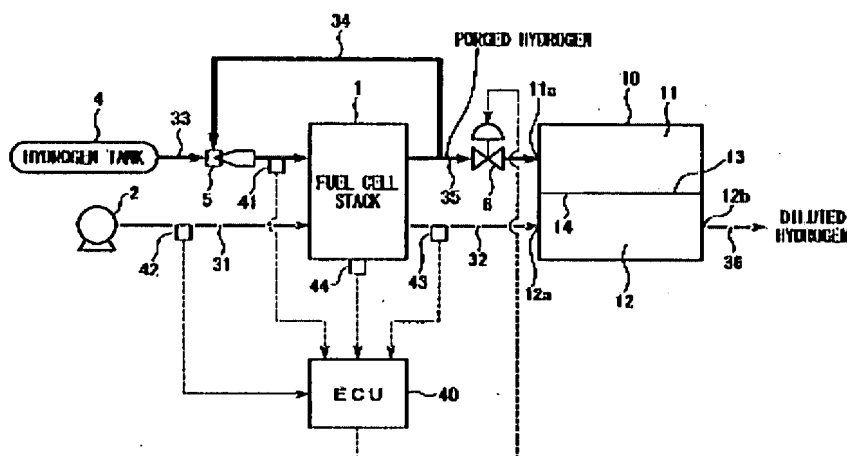 34
PURGED HYDROGEN
1
11a
10
11
4
33
HYDROGEN TANK
5
41
FUEL CELL
STACK
35
6
13
14
12b
2
42
31
44
43
32
12a
12
DILUTED
HYDROGEN
36
ECU
40